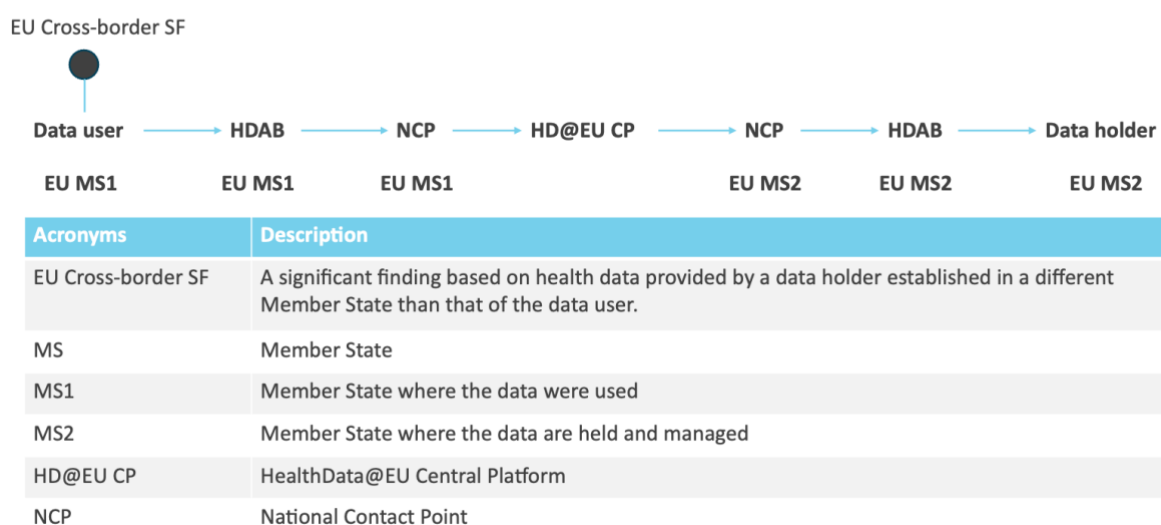 EU Cross-border SF
Data user HDAB NCP HD@EU CP NCP HDAB Data holder
EU MS1 EU MS1 EU MS1 EU MS2 EU MS2 EU MS2
Acronyms Description
EU Cross-border SF A significant finding based on health data provided by a data holder established in a different
Member State than that of the data user.
MS Member State
MS1 Member State where the data were used
MS2 Member State where the data are held and managed
HD@EU CP HealthData@EU Central Platform
NCP National Contact Point